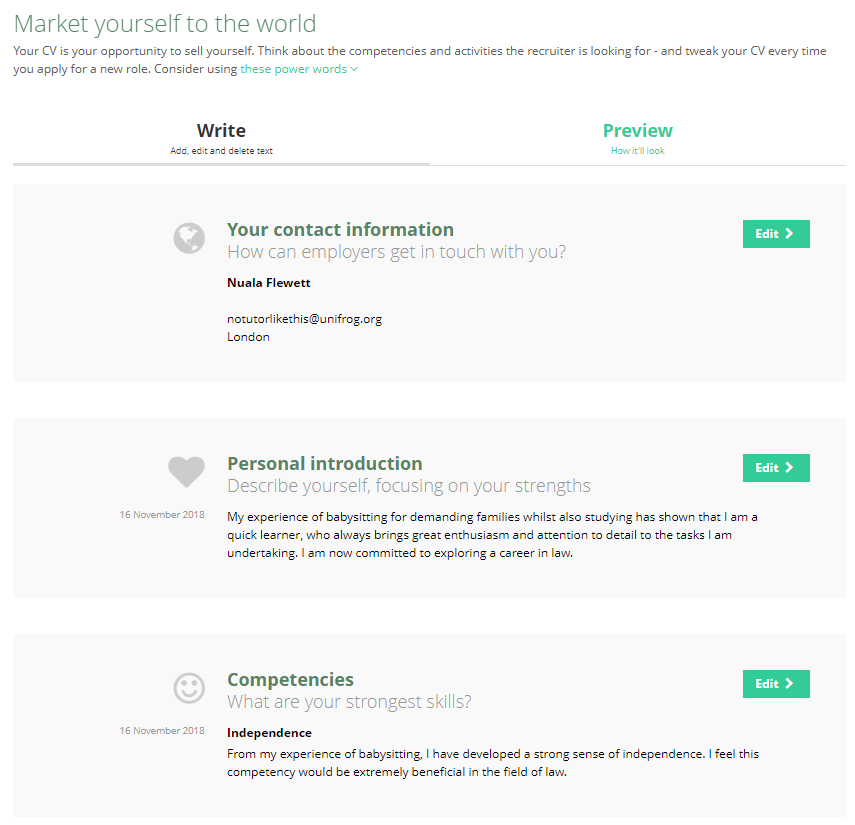 Market yourself to the world
Your CV is your opportunity to sell yourself. Think about the competencies and activities the recruiter is looking for - and tweak your CV every time
you apply for a new role. Consider using these power words
Write
Add, edit and delete text
Preview
How it'll look
Your contact information
Edit
How can employers get in touch with you?
Nuala Flewett
notutorlikethis@unifrog.org
London
Personal introduction
Edit
Describe yourself, focusing on your strengths
16 November 2018
My experience of babysitting for demanding families whilst also studying has shown that I am a
quick learner, who always brings great enthusiasm and attention to detail to the tasks I am
undertaking. I am now committed to exploring a career in law.
Competencies
Edit
What are your strongest skills?
16 November 2018
Independence
From my experience of babysitting, I have developed a strong sense of independence. I feel this
competency would be extremely beneficial in the field of law.